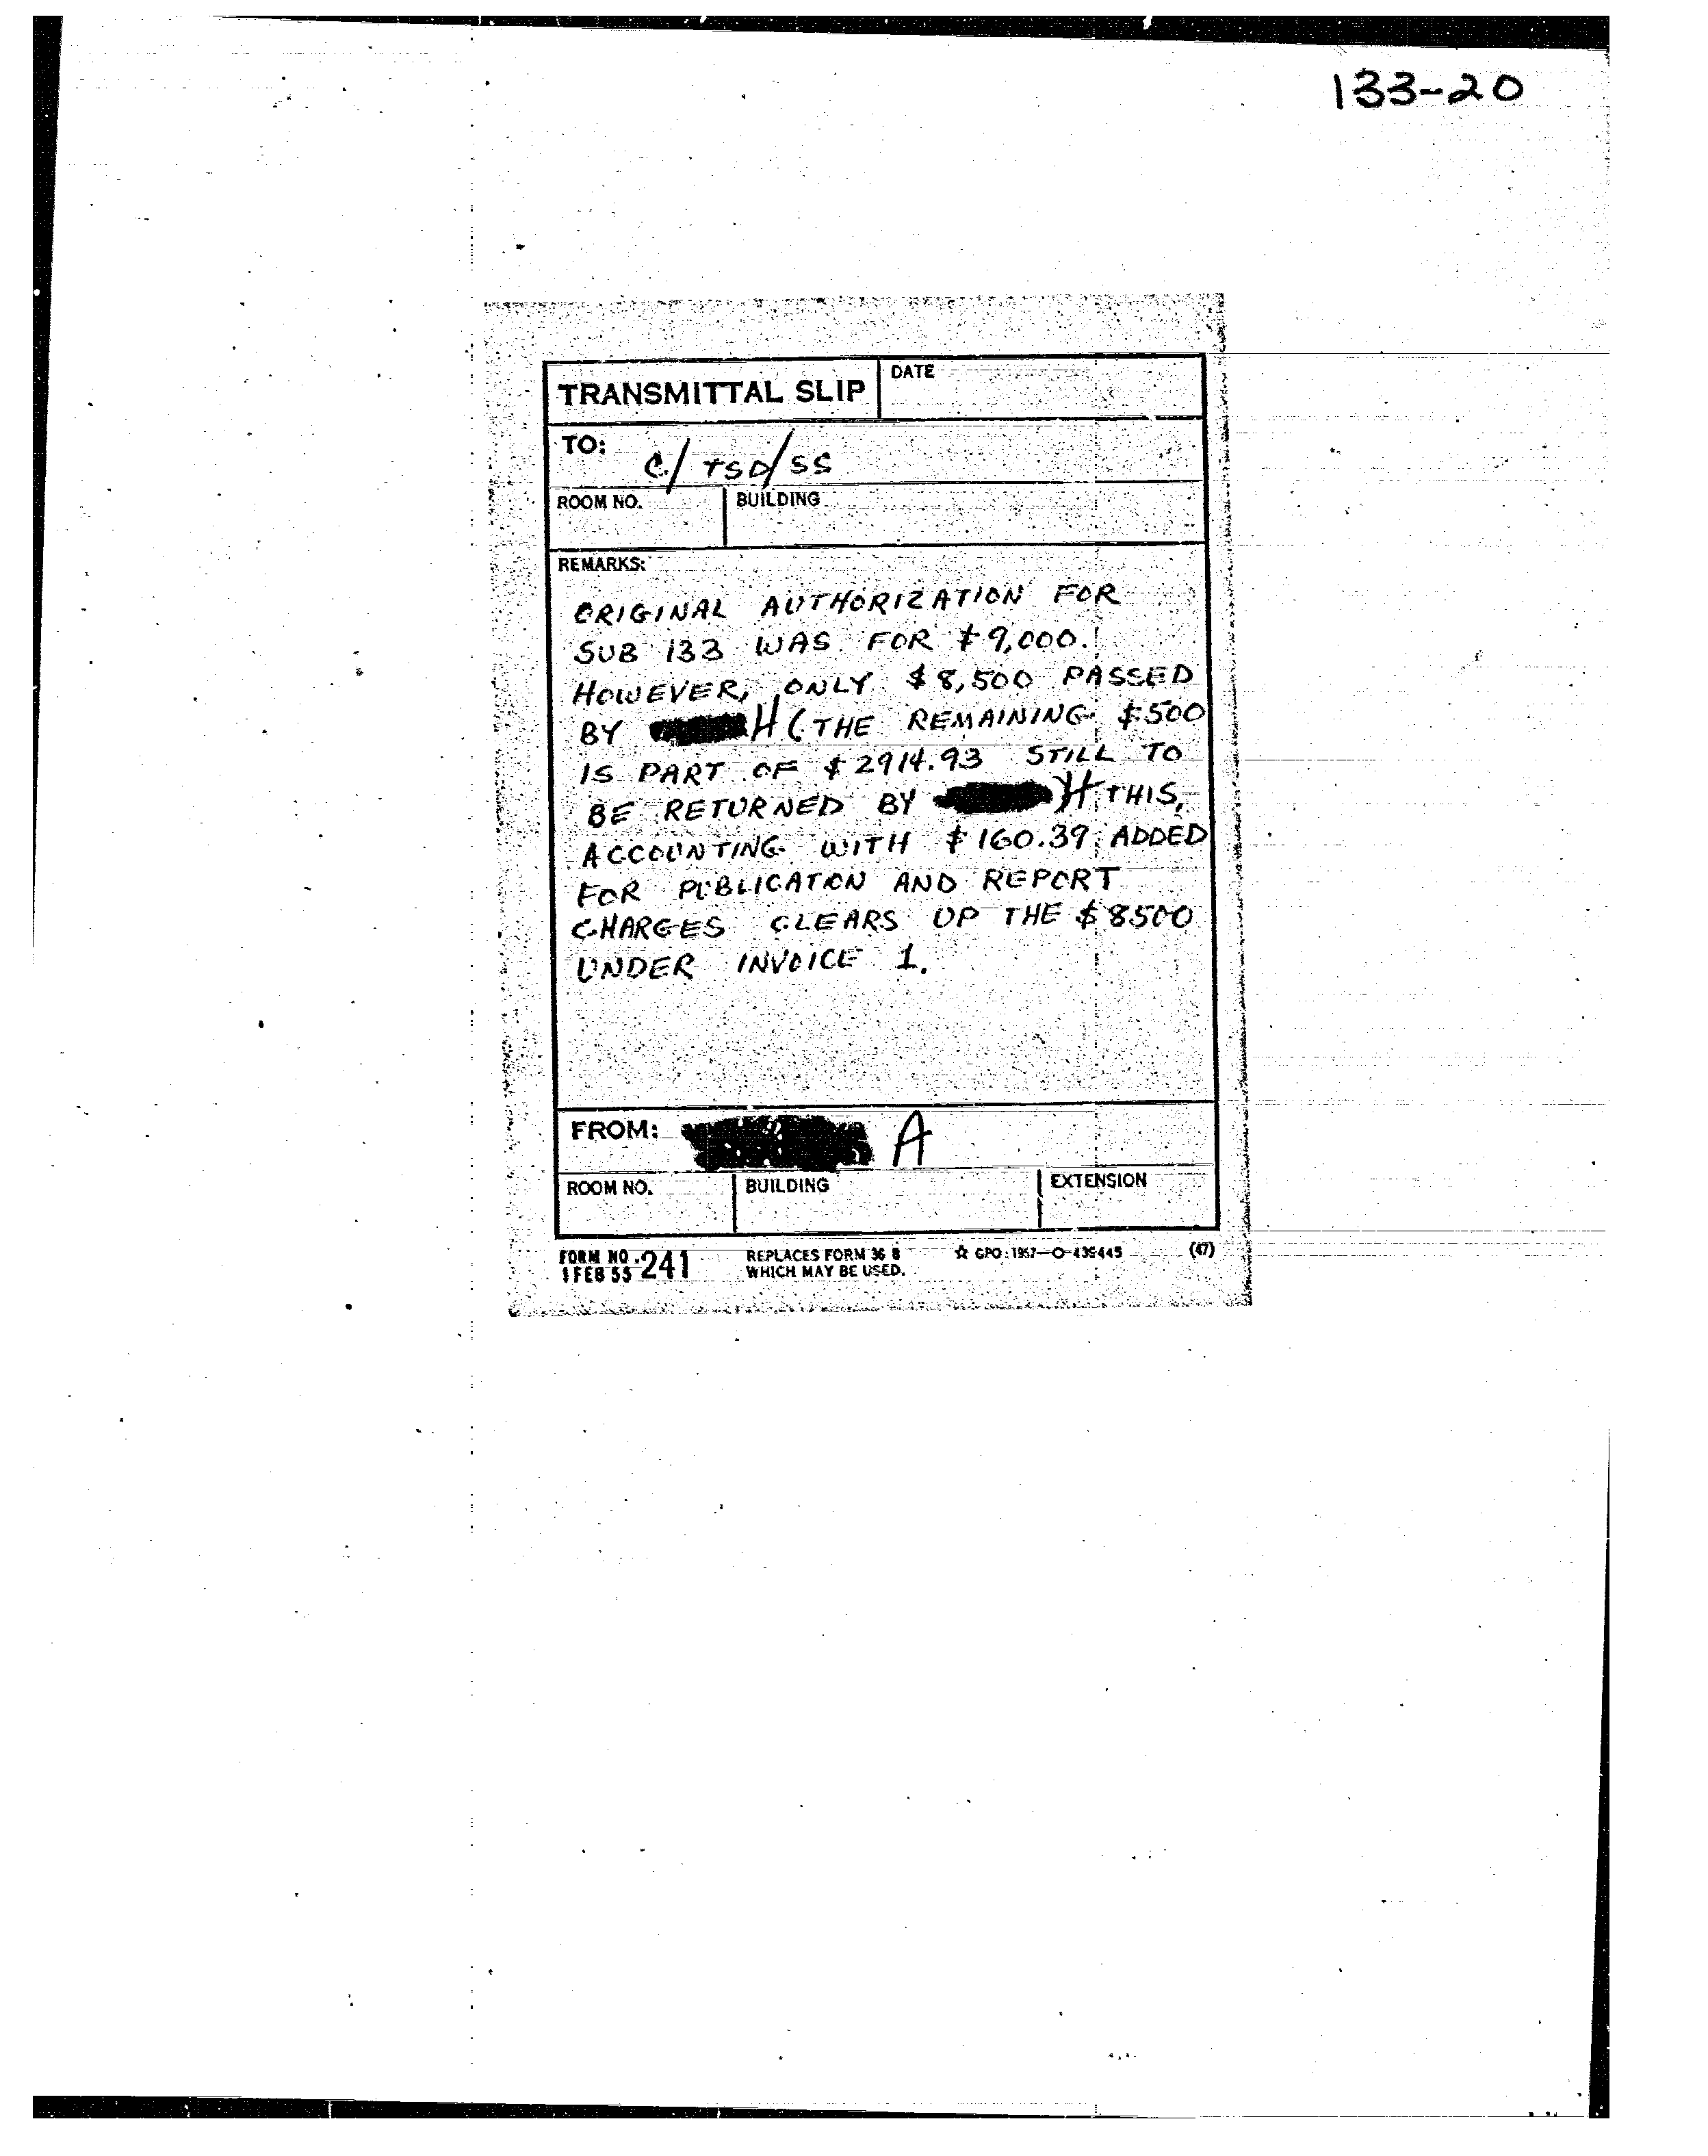 133-20
TRANSMITTAL SLIP
DATE
TO:
C/TSD/SS
ROOM NO.
BUILDING
REMARKS:
ORIGINAL AUTHORIZATION FOR
SUB 133 WAS FOR $9,000.
HOWEVER, ONLY $8,500 PASSED
BY H (THE REMAINING $500
IS PART OF $2914.93 STILL TO
BE RETURNED BY H) THIS
ACCOUNTING WITH $160.39 ADDED
FOR PUBLICATION AND REPORT
CHARGES CLEARS UP THE $8500
UNDER INVOICE 1.
FROM:
A
ROOM NO.
BUILDING
EXTENSION
FORM NO. 241
1 FEB 55
REPLACES FORM 36-8
WHICH MAY BE USED.
☆ GPO: 1957—O-439445
(47)